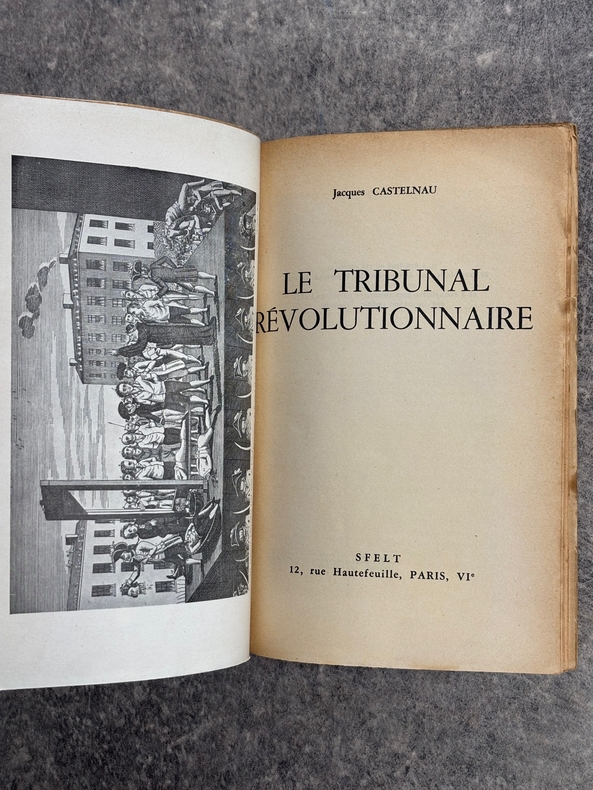 Jacques CASTELNAU
LE TRIBUNAL
RÉVOLUTIONNAIRE
SFELT
12, rue Hautefeuille, PARIS, VIe